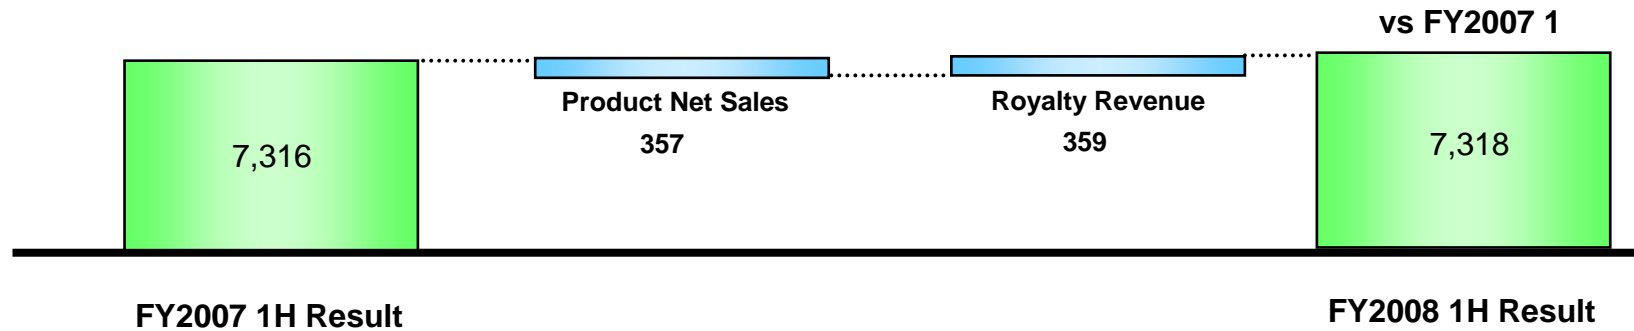 vs FY2007 1
Product Net Sales
357
Royalty Revenue
359
7,316
7,318
FY2007 1H Result
FY2008 1H Result